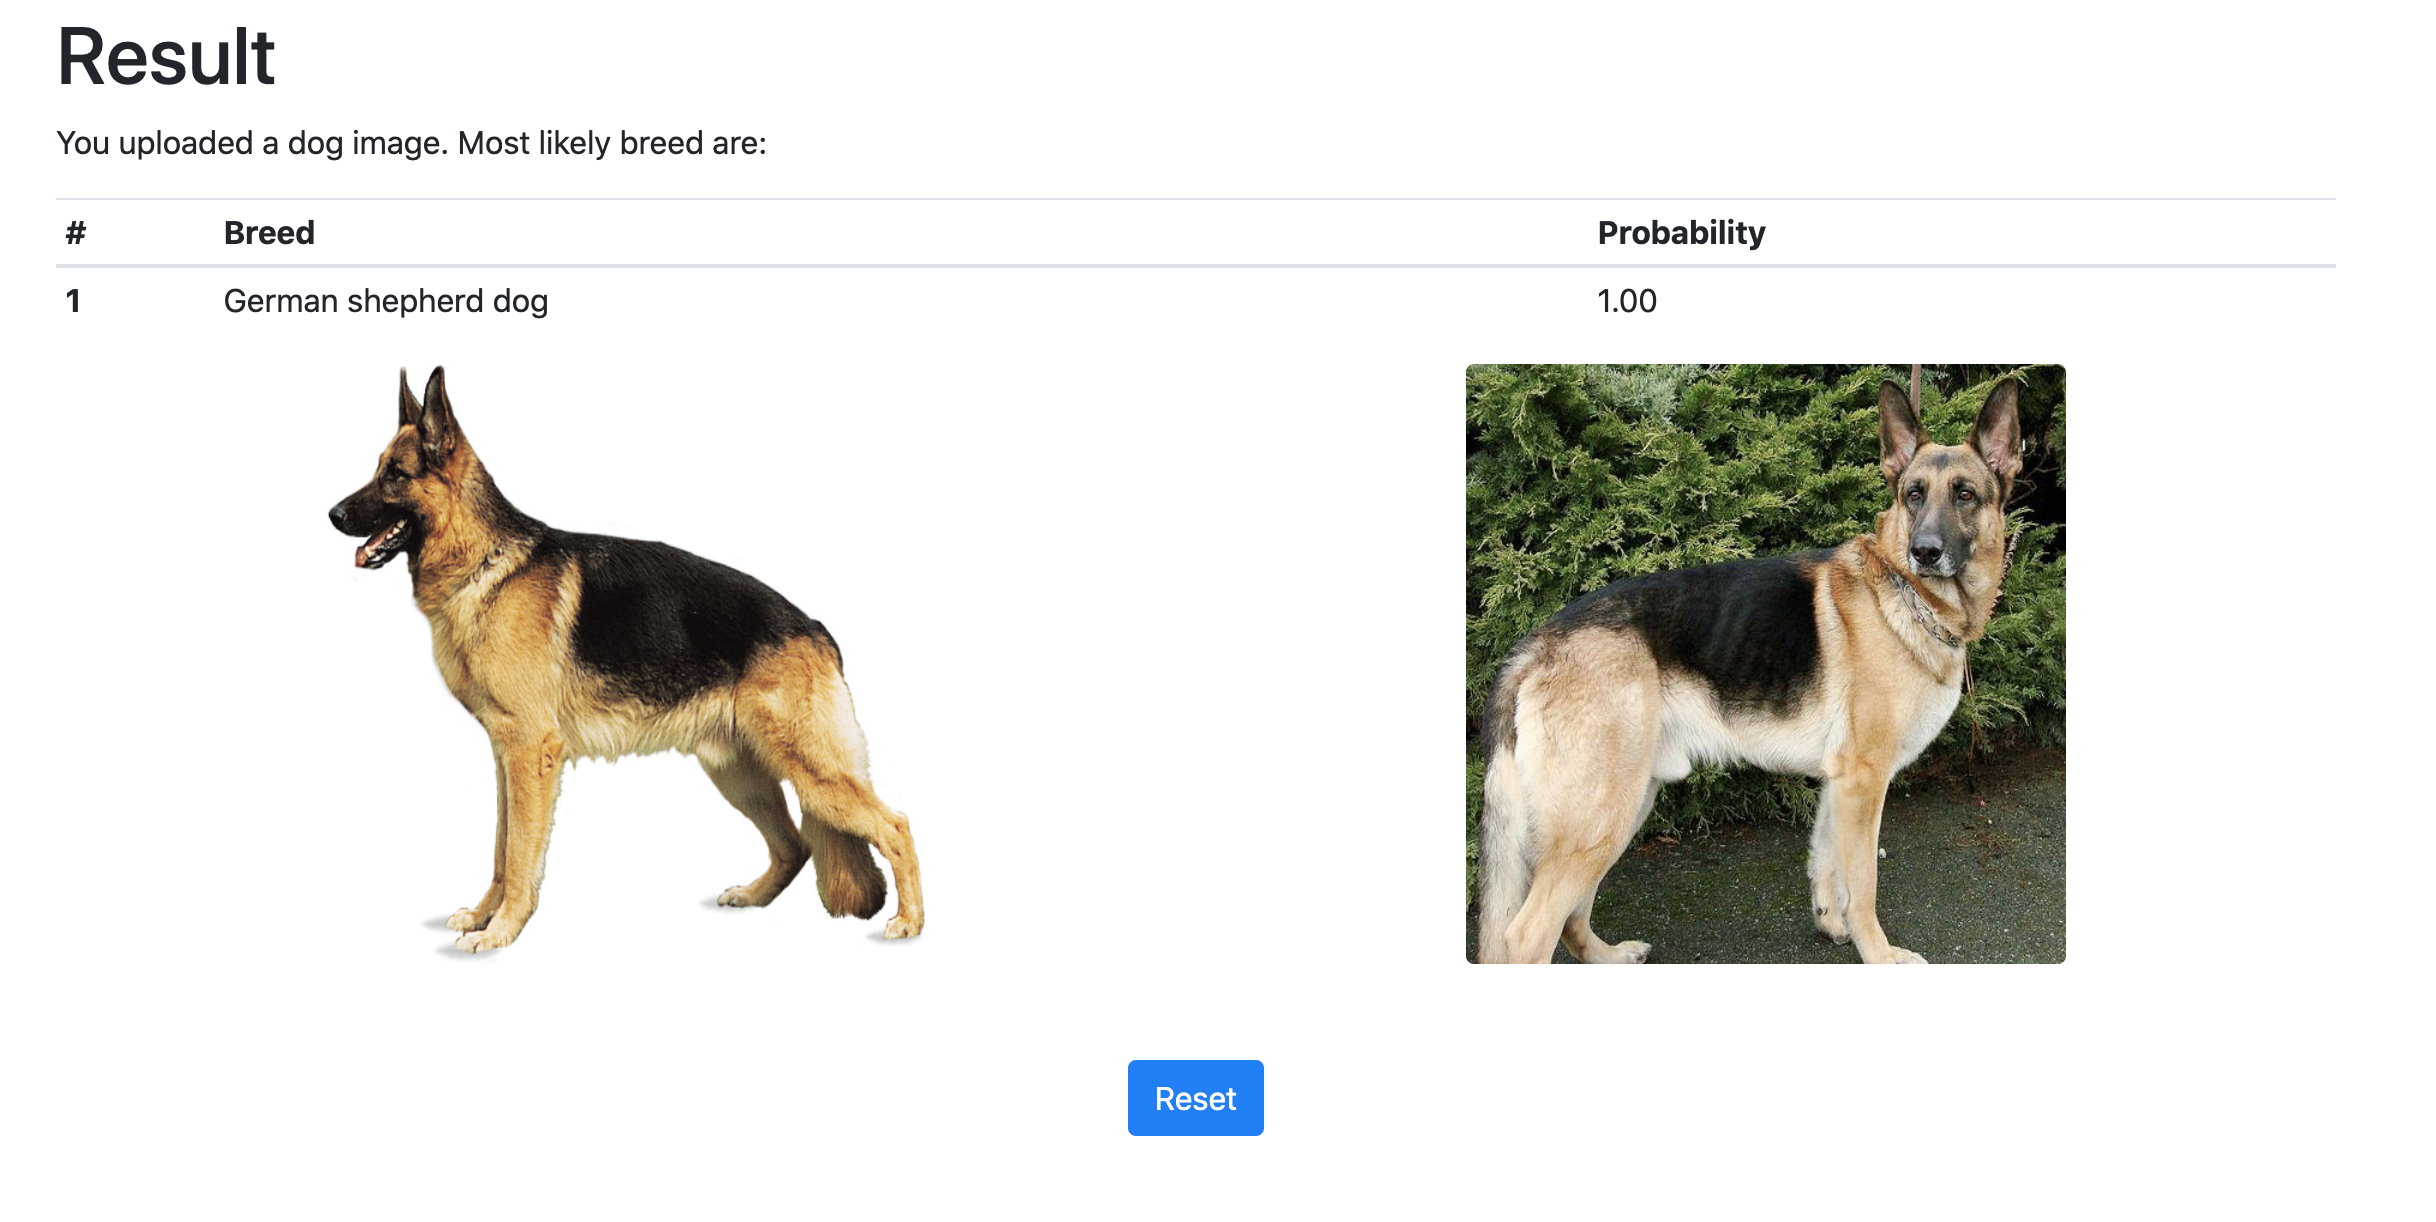 Result
You uploaded a dog image. Most likely breed are:
# Breed Probability
1 German shepherd dog 1.00
Reset